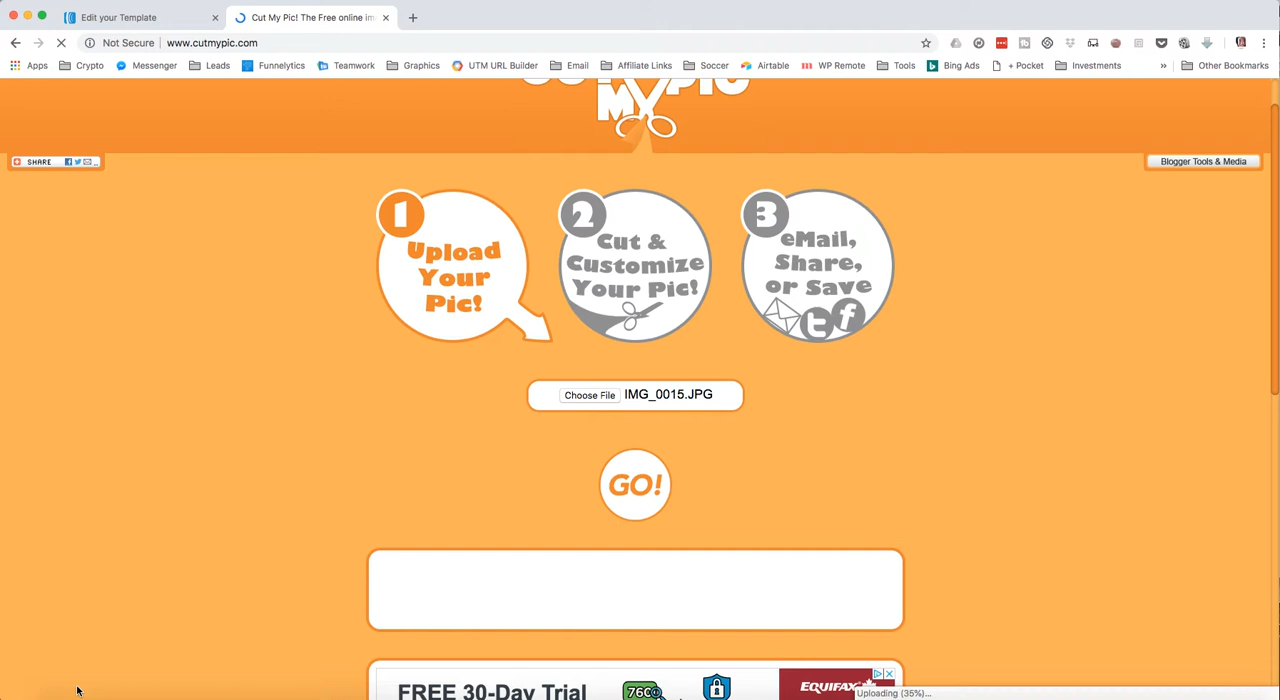 Edit your Template
Cut My Pic! The Free online im
Not Secure
www.cutmypic.com
Apps
Crypto
Messenger
Leads
Funnelytics
Teamwork
Graphics
UTM URL Builder
Email
Affiliate Links
Soccer
Airtable
WP Remote
Tools
Bing Ads
+ Pocket
Investments
»
Other Bookmarks
MY PIC
SHARE
Blogger Tools & Media
1
Upload
Your
Pic!
2
Cut &
Customize
Your Pic!
3
eMail,
Share,
or Save
Choose File IMG_0015.JPG
GO!
FREE 30-Day Trial
760
EQUIFAX
Uploading (35%)...